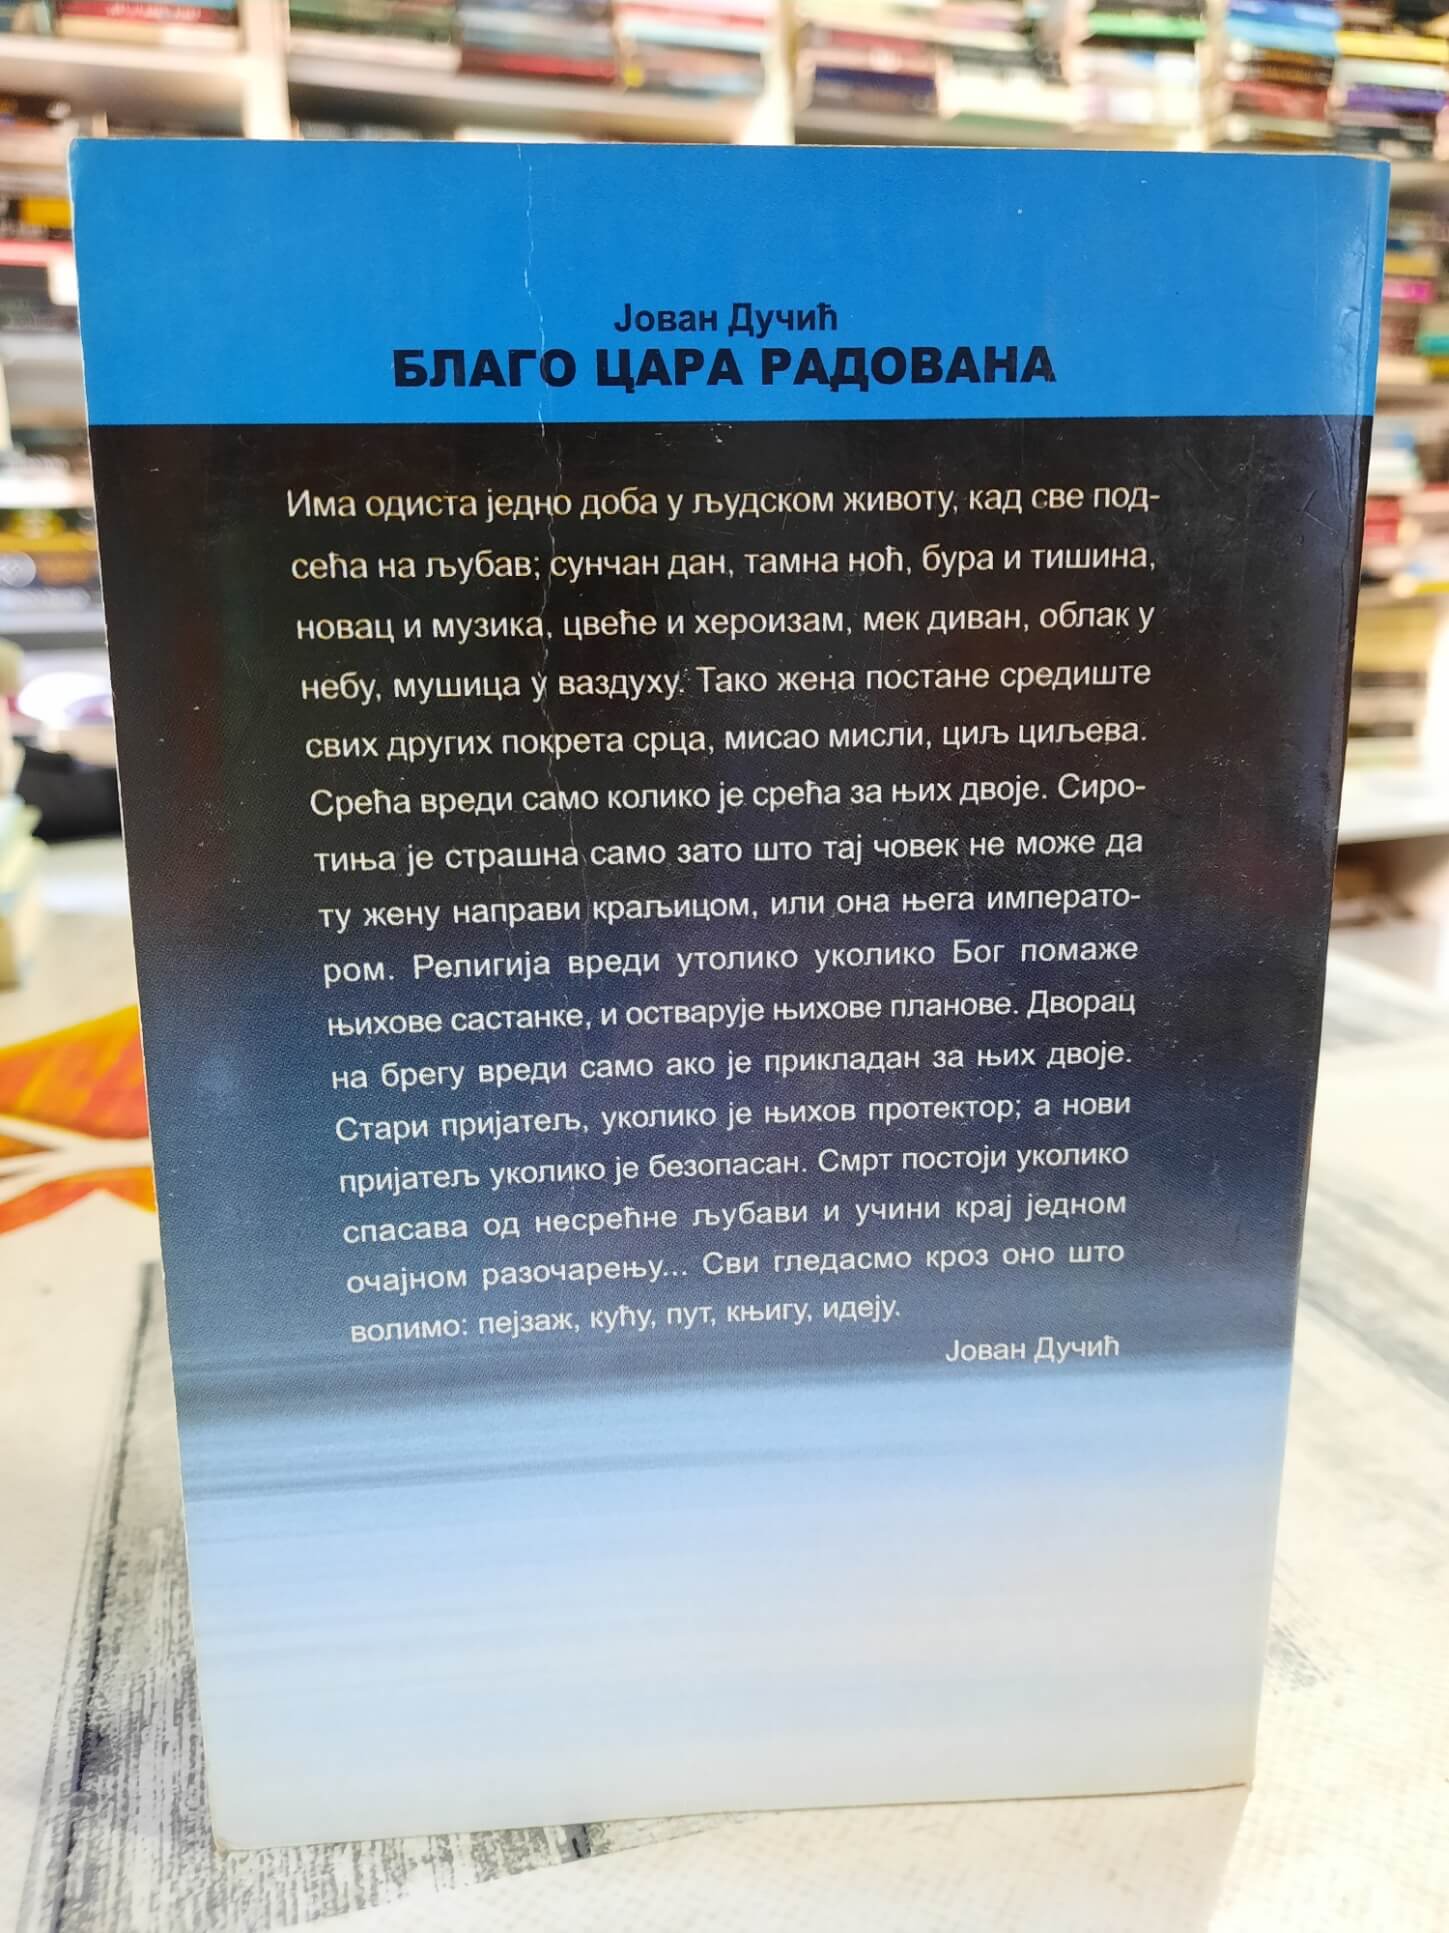 Јован Дучић
БЛАГО ЦАРА РАДОВАНА
Има одиста једно доба у људском животу, кад све под-
сећа на љубав; сунчан дан, тамна ноћ, бура и тишина,
новац и музика, цвеће и хероизам, мек диван, облак у
небу, мушица у ваздуху. Тако жена постане средиште
свих других покрета срца, мисао мисли, циљ циљева.
Срећа вреди само колико је срећа за њих двоје. Сиро-
тиња је страшна само зато што тај човек не може да
ту жену направи краљицом, или она њега императо-
ром. Религија вреди утолико уколико Бог помаже
њихове састанке, и остварује њихове планове. Дворац
на брегу вреди само ако је прикладан за њих двоје.
Стари пријатељ, уколико је њихов протектор; а нови
пријатељ уколико је безопасан. Смрт постоји уколико
спасава од несрећне љубави и учини крај једном
очајном разочарењу... Сви гледасмо кроз оно што
волимо: пејзаж, кућу, пут, књигу, идеју.
Јован Дучић